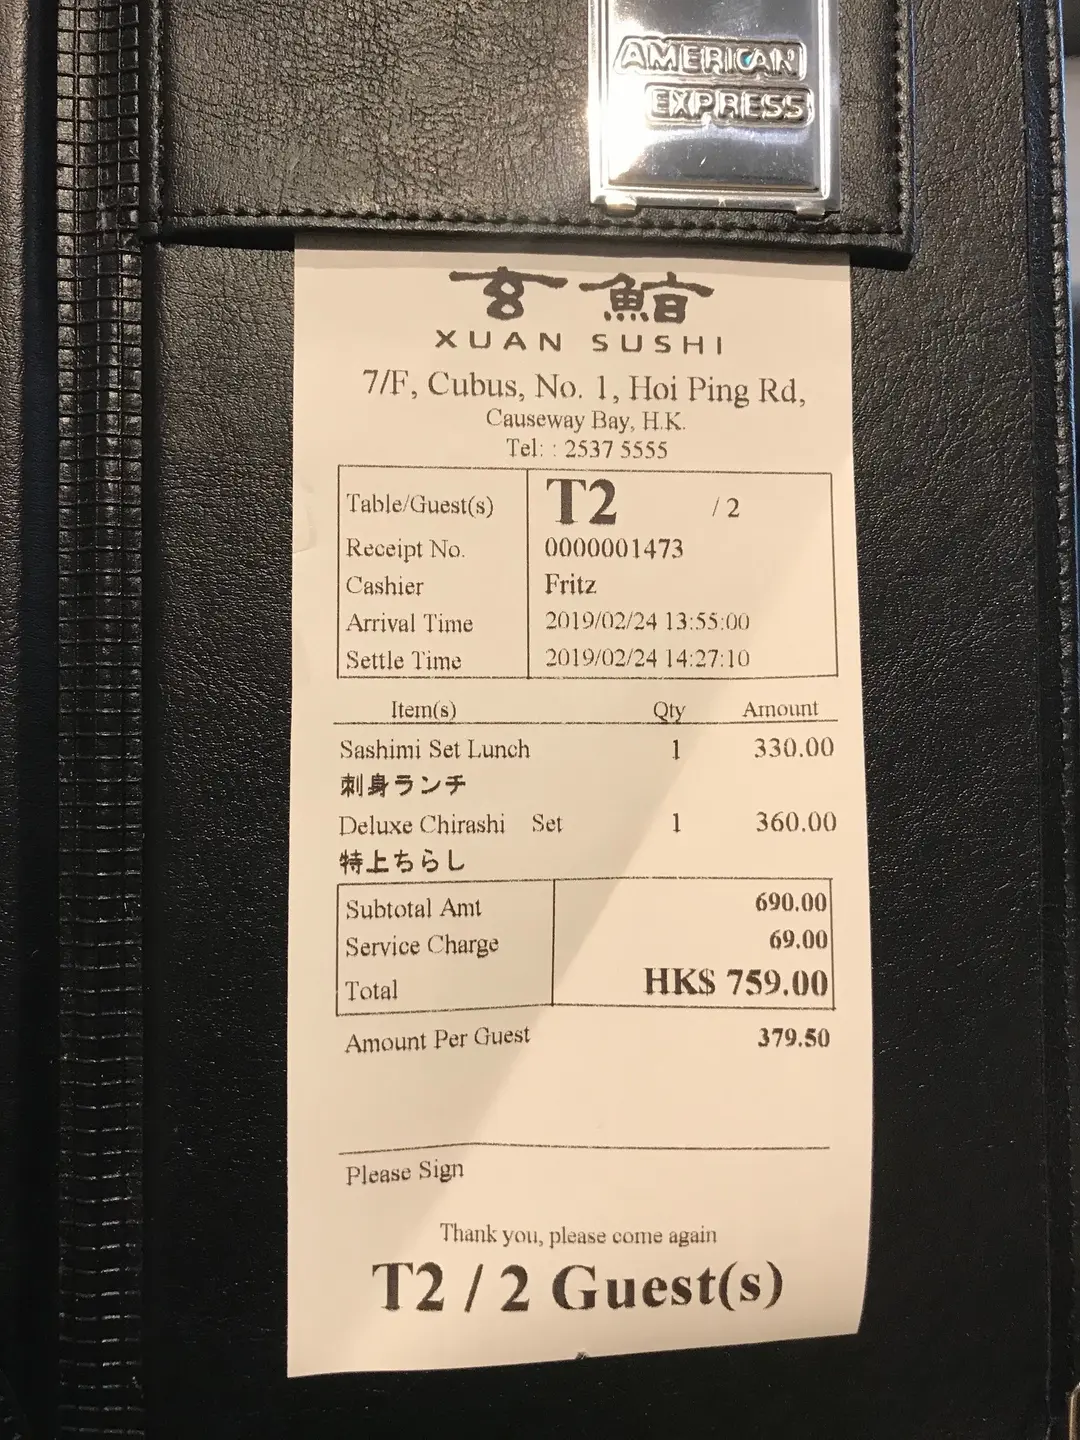 AMERICAN
EXPRESS
玄鮨
XUAN SUSHI
7/F, Cubus, No. 1, Hoi Ping Rd,
Causeway Bay, H.K.
Tel: : 2537 5555
Table/Guest(s) T2 / 2
Receipt No. 0000001473
Cashier Fritz
Arrival Time 2019/02/24 13:55:00
Settle Time 2019/02/24 14:27:10
Item(s) Qty Amount
Sashimi Set Lunch 1 330.00
刺身ランチ
Deluxe Chirashi Set 1 360.00
特上ちらし
Subtotal Amt 690.00
Service Charge 69.00
Total HK$ 759.00
Amount Per Guest 379.50
Please Sign
Thank you, please come again
T2 / 2 Guest(s)